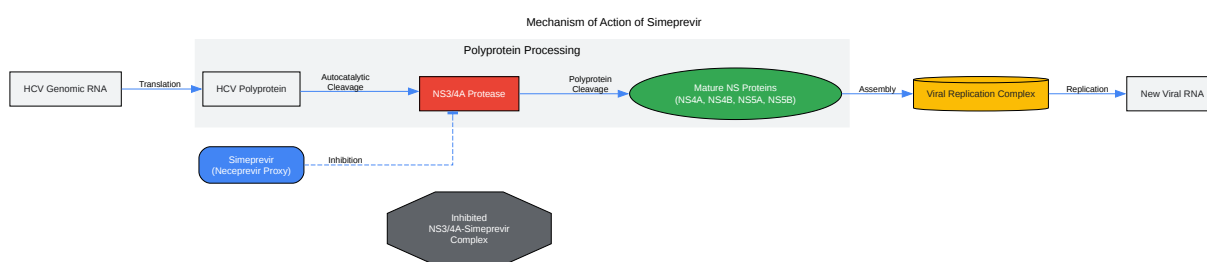 Mechanism of Action of Simeprevir
Polyprotein Processing
HCV Genomic RNA
Translation
HCV Polyprotein
Autocatalytic
Cleavage
NS3/4A Protease
Polyprotein
Cleavage
Mature NS Proteins
(NS4A, NS4B, NS5A, NS5B)
Assembly
Viral Replication Complex
Replication
New Viral RNA
Simeprevir
(Neceprevir Proxy)
Inhibition
Inhibited
NS3/4A-Simeprevir
Complex